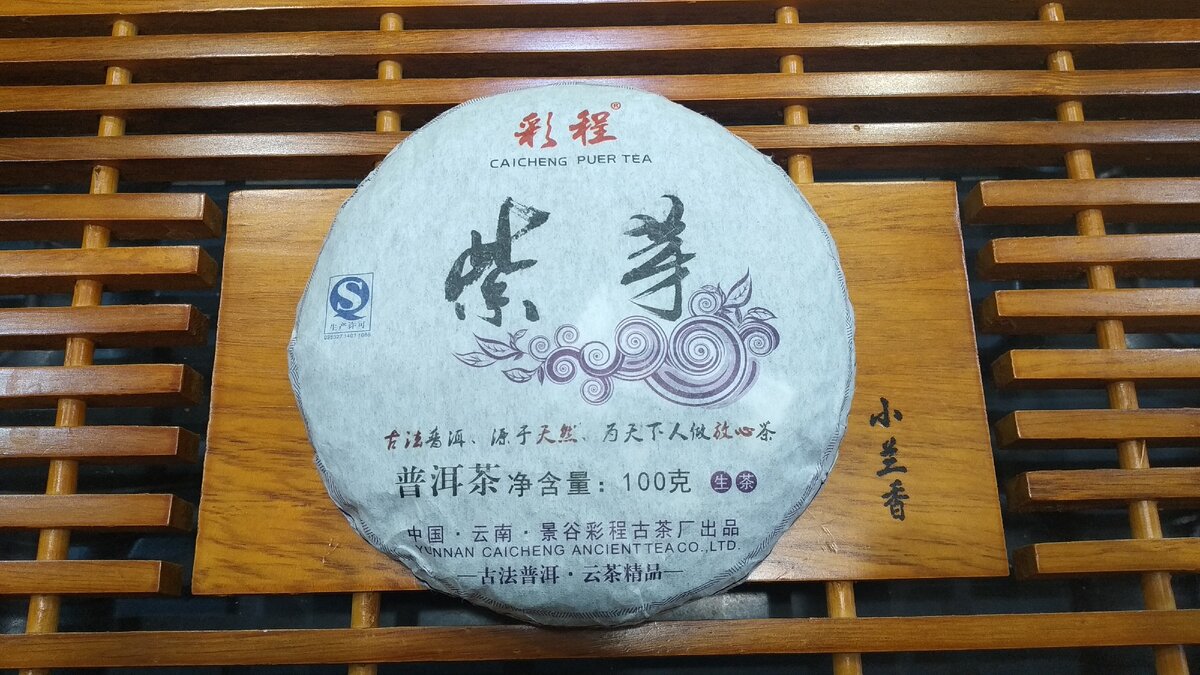 彩程®
CAICHENG PUER TEA
紫芽
生产许可
古法普洱、源于天然、为天下人做放心茶
普洱茶 净含量：100克 生茶
中国·云南·景谷彩程古茶厂出品
YUNNAN CAICHENG ANCIENT TEA CO., LTD.
—古法普洱·云茶精品—
小兰香